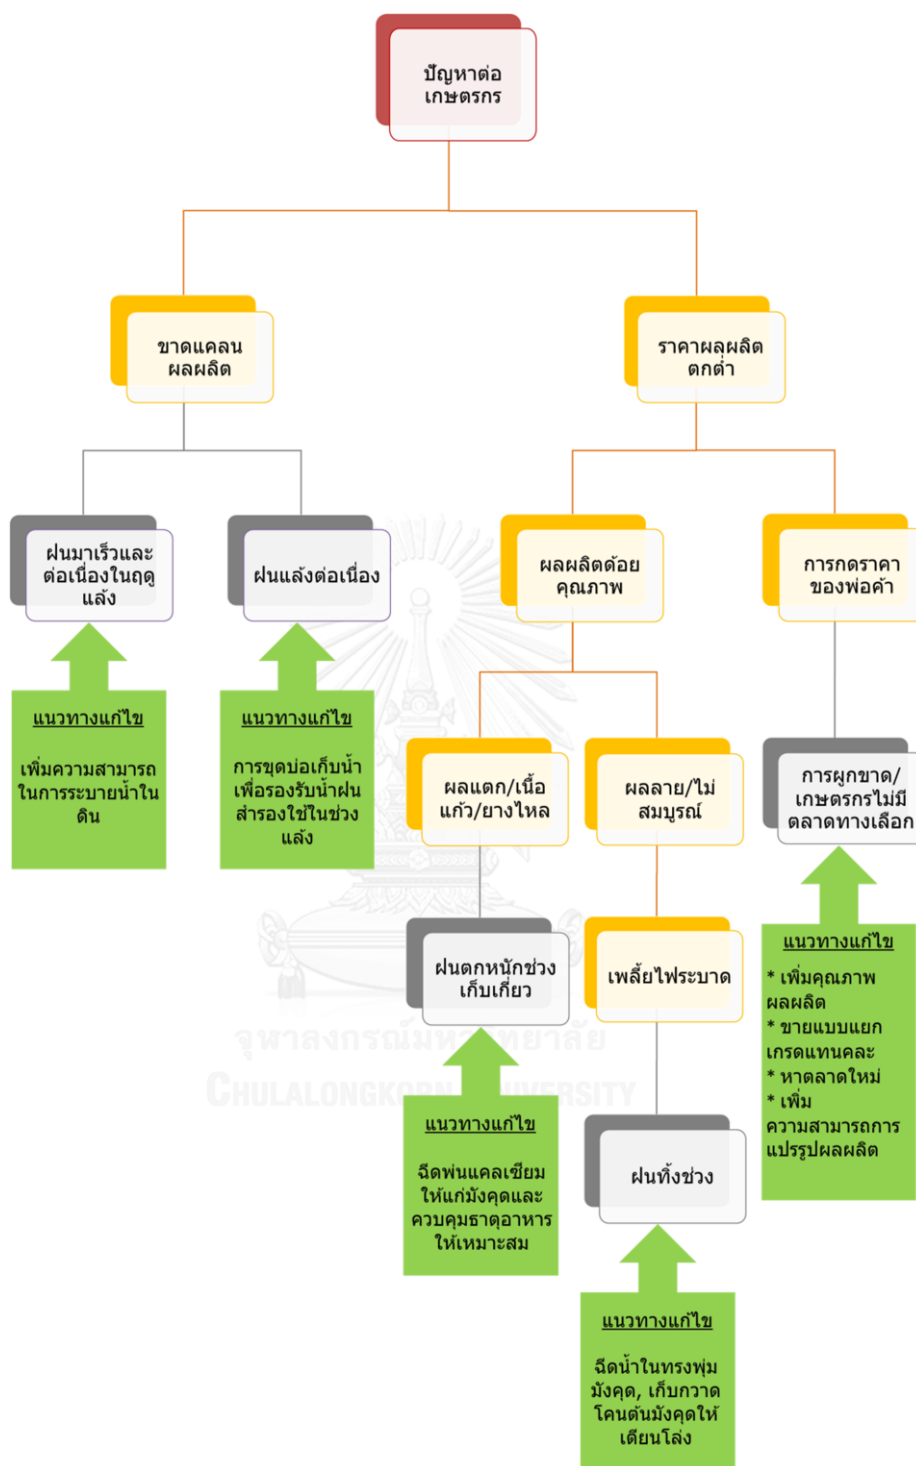 ปัญหาต่อ
เกษตรกร
ขาดแคลน
ผลผลิต
ราคาผลผลิต
ตกต่ำ
ฝนมาเร็วและ
ต่อเนื่องในฤดู
แล้ง
ฝนแล้งต่อเนื่อง
ผลผลิตด้อย
คุณภาพ
การกดราคา
ของพ่อค้า
แนวทางแก้ไข
เพิ่มความสามารถ
ในการระบายน้ำใน
ดิน
แนวทางแก้ไข
การขุดบ่อเก็บน้ำ
เพื่อรองรับน้ำฝน
สำรองใช้ในช่วง
แล้ง
ผลแตก/เนื้อ
แก้ว/ยางไหล
ผลลาย/ไม่
สมบูรณ์
การผูกขาด/
เกษตรกรไม่มี
ตลาดทางเลือก
ฝนตกหนักช่วง
เก็บเกี่ยว
เพลี้ยไฟระบาด
แนวทางแก้ไข
* เพิ่มคุณภาพ
ผลผลิต
* ขายแบบแยก
เกรดแทนคละ
* หาตลาดใหม่
* เพิ่ม
ความสามารถการ
แปรรูปผลผลิต
จุฬาลงกรณ์มหาวิทยาลัย
CHULALONGKORN UNIVERSITY
แนวทางแก้ไข
ฉีดพ่นแคลเซียม
ให้แก่มังคุดและ
ควบคุมธาตุอาหาร
ให้เหมาะสม
ฝนทิ้งช่วง
แนวทางแก้ไข
ฉีดน้ำในทรงพุ่ม
มังคุด, เก็บกวาด
โคนต้นมังคุดให้
เตียนโล่ง